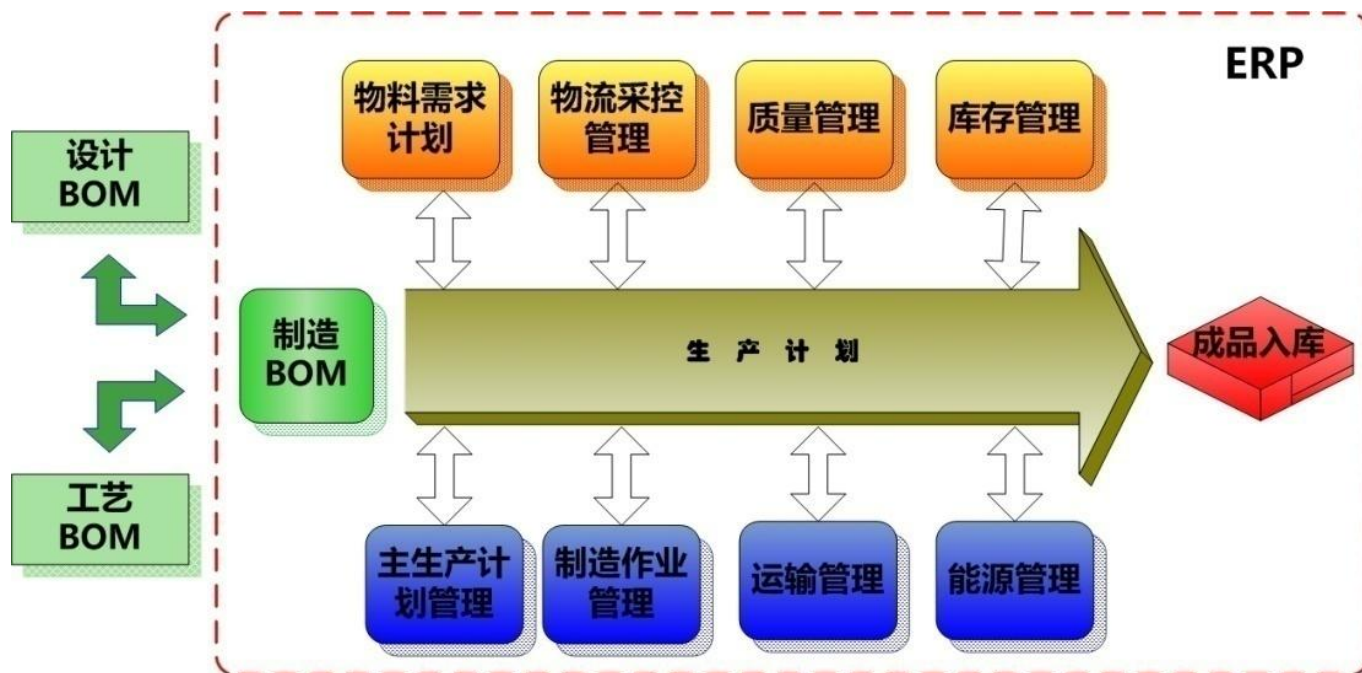 ERP
物料需求
计划
物流采控
管理
质量管理
库存管理
设计
BOM
制造
BOM
生产计划
成品入库
工艺
BOM
主生产计
划管理
制造作业
管理
运输管理
能源管理